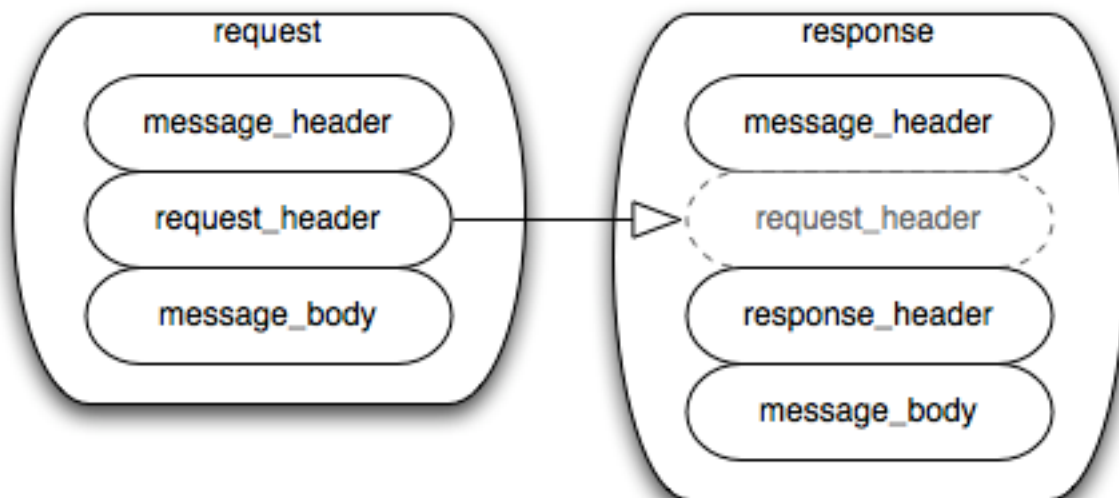 request
message_header
request_header
message_body
response
message_header
request_header
response_header
message_body